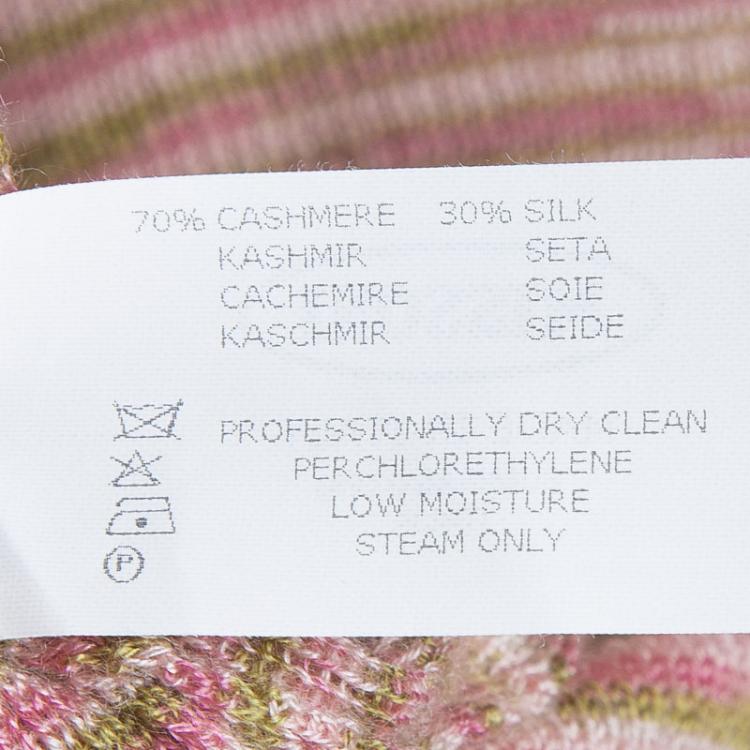 70% CASHMERE 30% SILK
KASHMIR SETA
CACHEMIRE SOIE
KASCHMIR SEIDE
PROFESSIONALLY DRY CLEAN
PERCHLORETHYLENE
LOW MOISTURE
STEAM ONLY
P